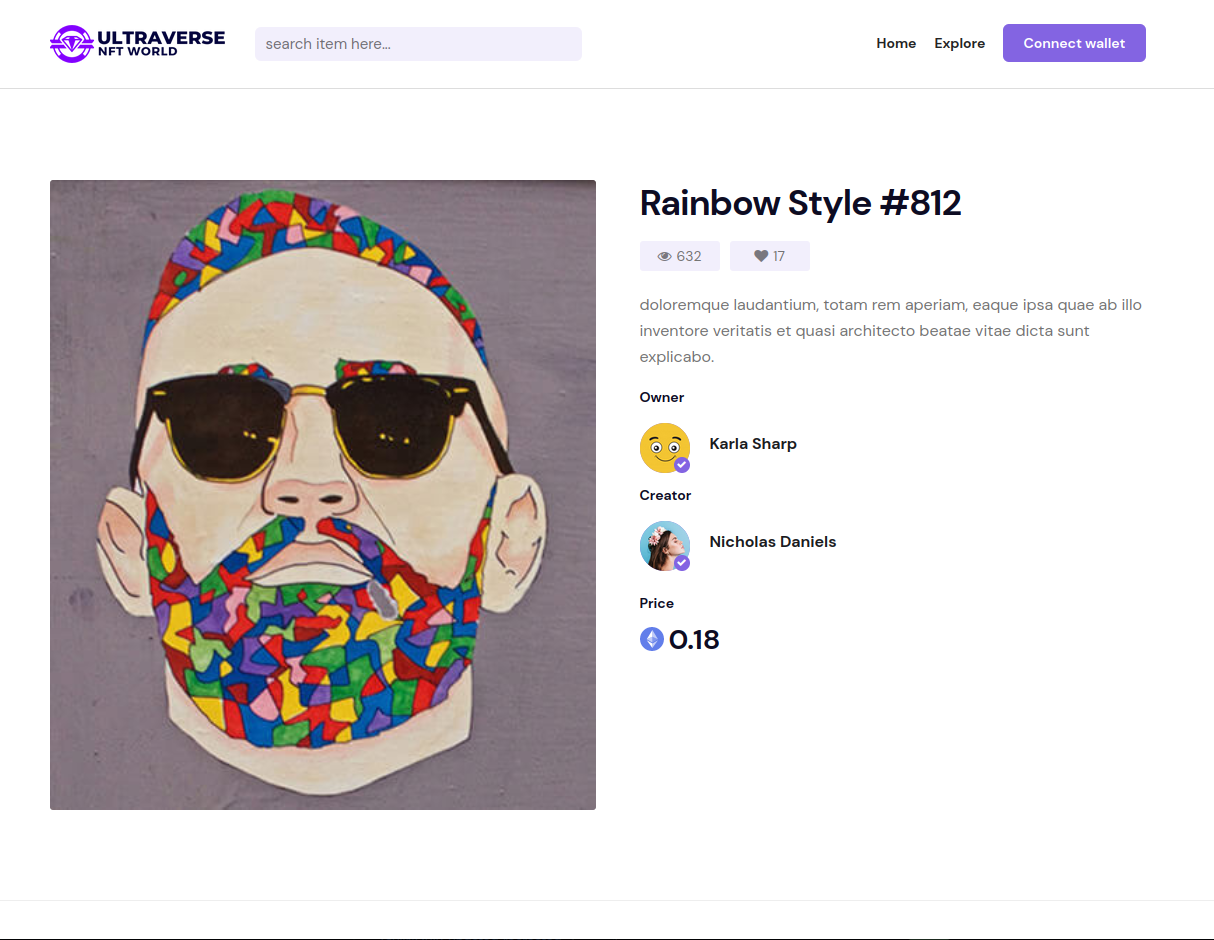 ULTRAVERSE
NFT WORLD
search item here...
Home
Explore
Connect wallet
Rainbow Style #812
632
17
doloremque laudantium, totam rem aperiam, eaque ipsa quae ab illo
inventore veritatis et quasi architecto beatae vitae dicta sunt
explicabo.
Owner
Karla Sharp
Creator
Nicholas Daniels
Price
0.18